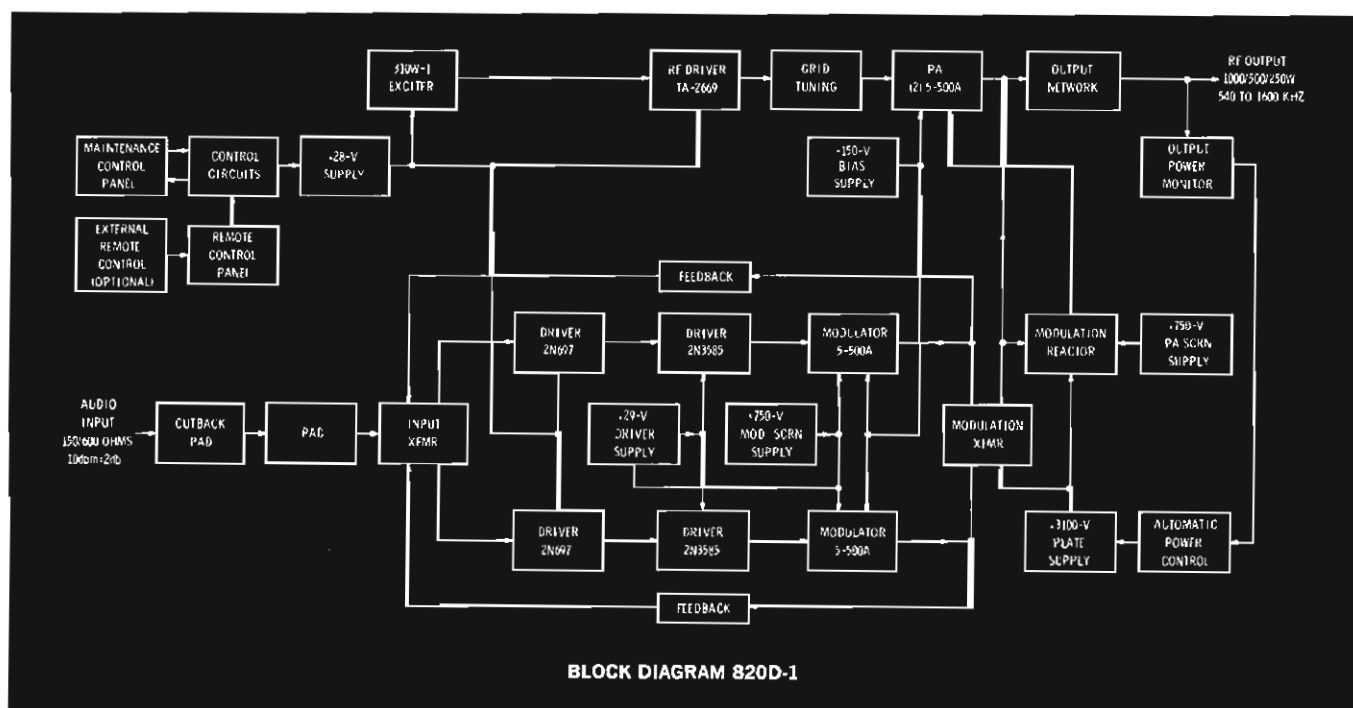 310W-1
EXCITER
RF DRIVER
TA-2669
GRID
TUNING
PA
(2) 5-500A
OUTPUT
NETWORK
RF OUTPUT
1000/500/250W
540 TO 1600 KHZ
MAINTENANCE
CONTROL
PANEL
CONTROL
CIRCUITS
+28-V
SUPPLY
-150-V
BIAS
SUPPLY
OUTPUT
POWER
MONITOR
EXTERNAL
REMOTE
CONTROL
(OPTIONAL)
REMOTE
CONTROL
PANEL
FEEDBACK
DRIVER
2N697
DRIVER
2N3585
MODULATOR
5-500A
MODULATION
REACTOR
+750-V
PA SCRN
SUPPLY
AUDIO
INPUT
150/600 OHMS
10dbm±2db
CUTBACK
PAD
PAD
INPUT
XFMR
+29-V
DRIVER
SUPPLY
+750-V
MOD SCRN
SUPPLY
MODULATION
XFMR
DRIVER
2N697
DRIVER
2N3585
MODULATOR
5-500A
+3100-V
PLATE
SUPPLY
AUTOMATIC
POWER
CONTROL
FEEDBACK
BLOCK DIAGRAM 820D-1